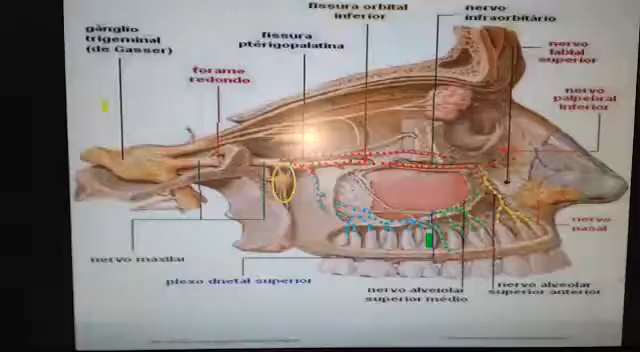 fissura orbital
inferior
nervo
infraorbitário
gânglio
trigeminal
(de Gasser)
fissura
ptérigopalatina
nervo
labial
superior
forame
redondo
nervo
palpebral
inferior
nervo
nasal
nervo maxilar
plexo dnetal superior
nervo alveiolar
superior médio
nervo alveolar
superior anterior